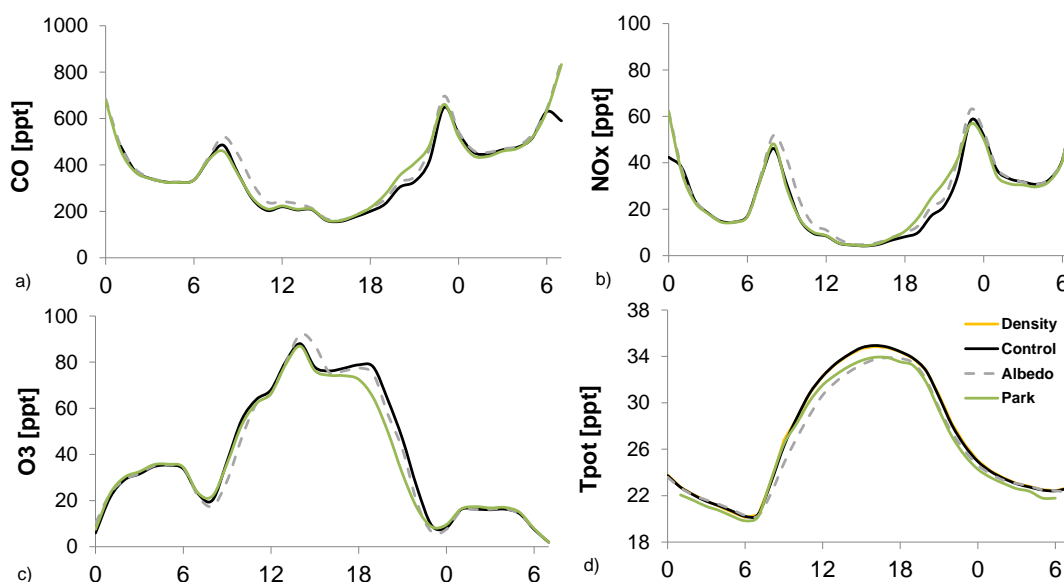 1000
800
600
400
200
0
CO [ppt]
0 6 12 18 0 6
a)
100
80
60
40
20
0
NOx [ppt]
0 6 12 18 0 6
b)
100
80
60
40
20
0
O3 [ppt]
0 6 12 18 0 6
c)
38
34
30
26
22
18
Tpot [ppt]
0 6 12 18 0 6
d)
Density
Control
Albedo
Park